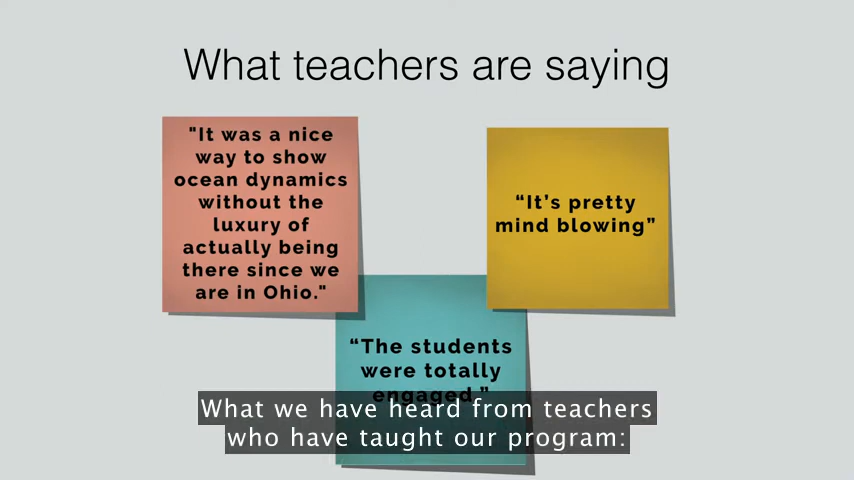 What teachers are saying
"It was a nice
way to show
ocean dynamics
without the
luxury of
actually being
there since we
are in Ohio."
“It’s pretty
mind blowing”
“The students
were totally
engaged.”
What we have heard from teachers
who have taught our program: